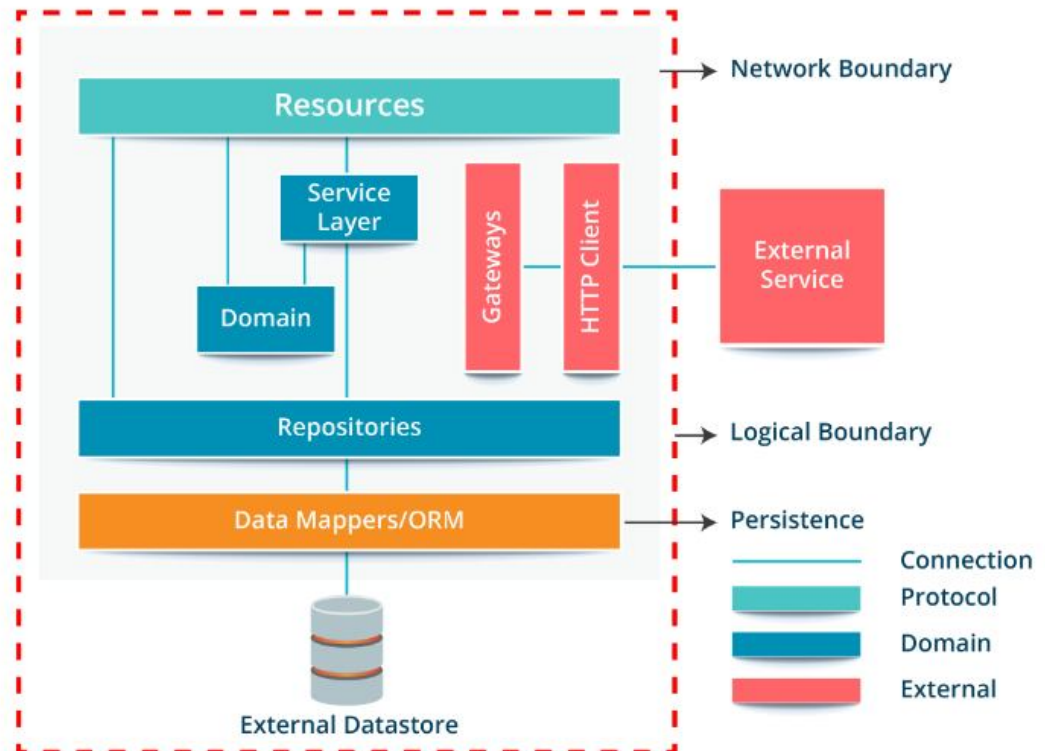 Network Boundary
Resources
Service
Layer
Gateways
HTTP Client
External
Service
Domain
Repositories
Logical Boundary
Data Mappers/ORM
Persistence
Connection
Protocol
Domain
External
External Datastore